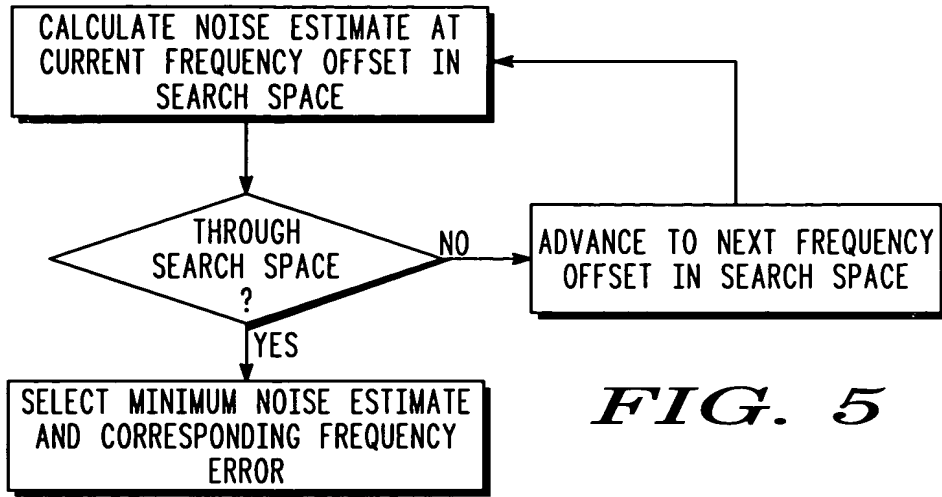 CALCULATE NOISE ESTIMATE AT
CURRENT FREQUENCY OFFSET IN
SEARCH SPACE
THROUGH
SEARCH SPACE
?
NO
ADVANCE TO NEXT FREQUENCY
OFFSET IN SEARCH SPACE
YES
SELECT MINIMUM NOISE ESTIMATE
AND CORRESPONDING FREQUENCY
ERROR
FIG. 5